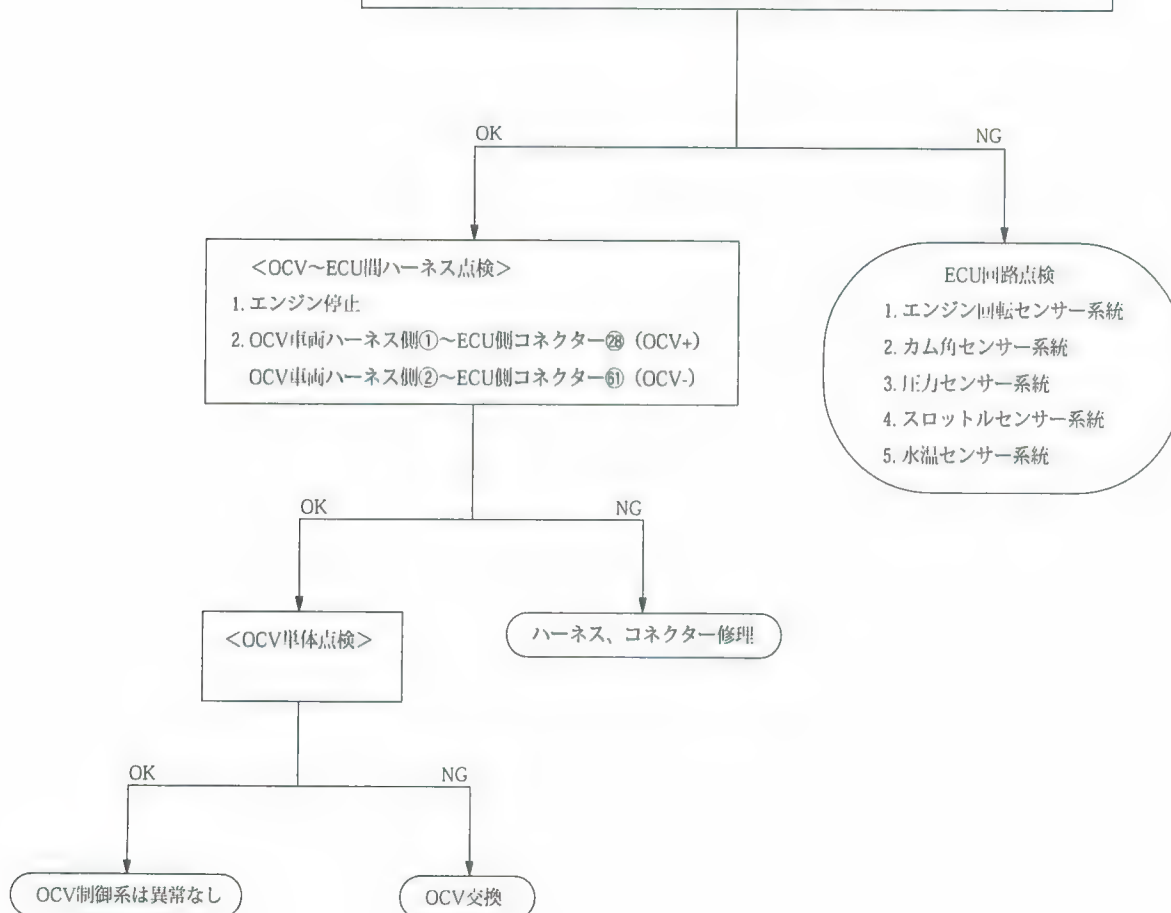 OK
NG
<OCV~ECU間ハーネス点検>
1. エンジン停止
2. OCV車両ハーネス側①~ECU側コネクター㉘（OCV+）
OCV車両ハーネス側②~ECU側コネクター㉛（OCV-）
ECU回路点検
1. エンジン回転センサー系統
2. カム角センサー系統
3. 圧力センサー系統
4. スロットルセンサー系統
5. 水温センサー系統
OK
NG
<OCV単体点検>
ハーネス、コネクター修理
OK
NG
OCV制御系は異常なし
OCV交換